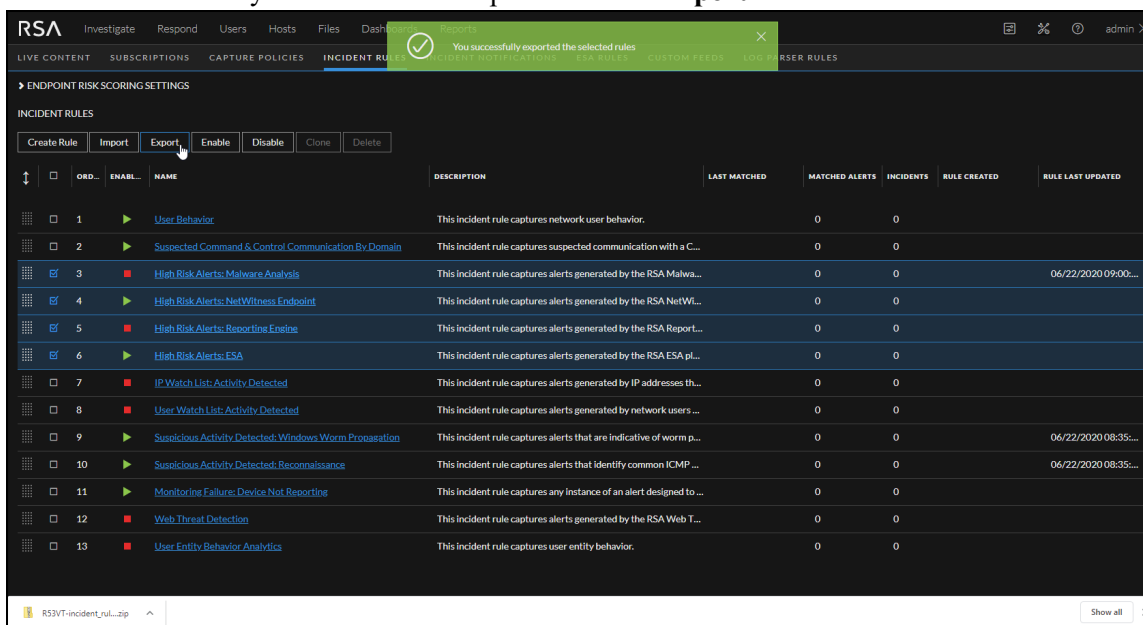 RSA Investigate Respond Users Hosts Files Dashboards Reports admin
You successfully exported the selected rules
LIVE CONTENT SUBSCRIPTIONS CAPTURE POLICIES INCIDENT RULES INCIDENT NOTIFICATIONS ESA RULES CUSTOM FEEDS LOG PARSER RULES
ENDPOINT RISK SCORING SETTINGS
INCIDENT RULES
Create Rule Import Export Enable Disable Clone Delete
ORD... ENABL... NAME DESCRIPTION LAST MATCHED MATCHED ALERTS INCIDENTS RULE CREATED RULE LAST UPDATED
1 User Behavior This incident rule captures network user behavior. 0 0
2 Suspected Command & Control Communication By Domain This incident rule captures suspected communication with a C... 0 0
3 High Risk Alerts: Malware Analysis This incident rule captures alerts generated by the RSA Malwa... 0 0 06/22/2020 09:00:...
4 High Risk Alerts: NetWitness Endpoint This incident rule captures alerts generated by the RSA NetWi... 0 0
5 High Risk Alerts: Reporting Engine This incident rule captures alerts generated by the RSA Report... 0 0
6 High Risk Alerts: ESA This incident rule captures alerts generated by the RSA ESA pl... 0 0
7 IP Watch List: Activity Detected This incident rule captures alerts generated by IP addresses th... 0 0
8 User Watch List: Activity Detected This incident rule captures alerts generated by network users ... 0 0
9 Suspicious Activity Detected: Windows Worm Propagation This incident rule captures alerts that are indicative of worm p... 0 0 06/22/2020 08:35:...
10 Suspicious Activity Detected: Reconnaissance This incident rule captures alerts that identify common ICMP ... 0 0 06/22/2020 08:35:...
11 Monitoring Failure: Device Not Reporting This incident rule captures any instance of an alert designed to ... 0 0
12 Web Threat Detection This incident rule captures alerts generated by the RSA Web T... 0 0
13 User Entity Behavior Analytics This incident rule captures user entity behavior. 0 0
R53VT-incident_rul....zip Show all